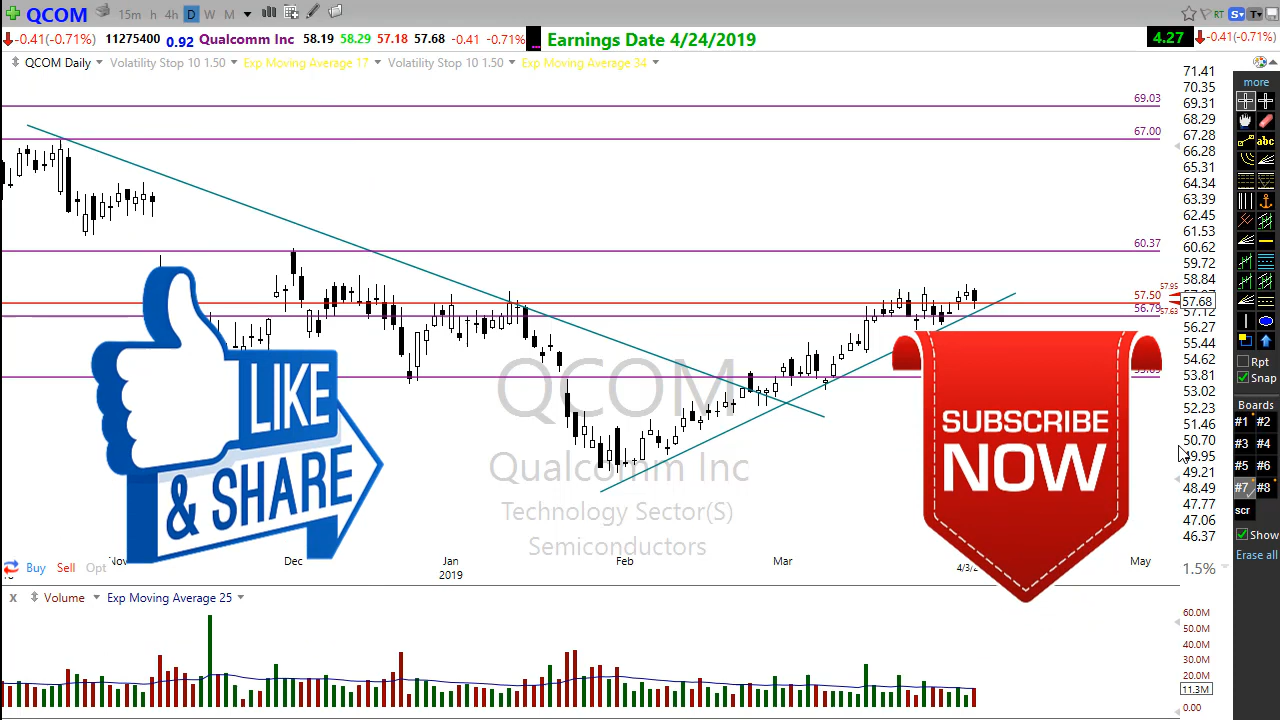 QCOM 15m h 4h D W M RT S T
-0.41(-0.71%) 11275400 0.92 Qualcomm Inc 58.19 58.29 57.18 57.68 -0.41 -0.71% ... Earnings Date 4/24/2019 4.27 -0.41(-0.71%)
QCOM Daily Volatility Stop 10 1.50 Exp Moving Average 17 Volatility Stop 10 1.50 Exp Moving Average 34
71.41
more
70.35
69.03
69.31
68.29
67.00
67.28
abc
66.28
65.31
64.34
63.39
62.45
61.53
60.37
60.62
59.72
58.84
57.95
57.50
57.68
56.79
57.63
57.12
56.27
55.44
54.62
Rpt
53.81
Snap
53.02
52.23
Boards
51.46
#1 #2
50.70
#3 #4
49.95
#5 #6
49.21
#7 #8
48.49
scr
47.77
47.06
46.37
Show
Erase all
LIKE
& SHARE
QCOM
Qualcomm Inc
Technology Sector(S)
Semiconductors
SUBSCRIBE
NOW
Dec Jan Feb Mar May
2019
Buy Sell Opt
1.5%
x Volume Exp Moving Average 25
60.0M
50.0M
40.0M
30.0M
20.0M
11.3M
0.00